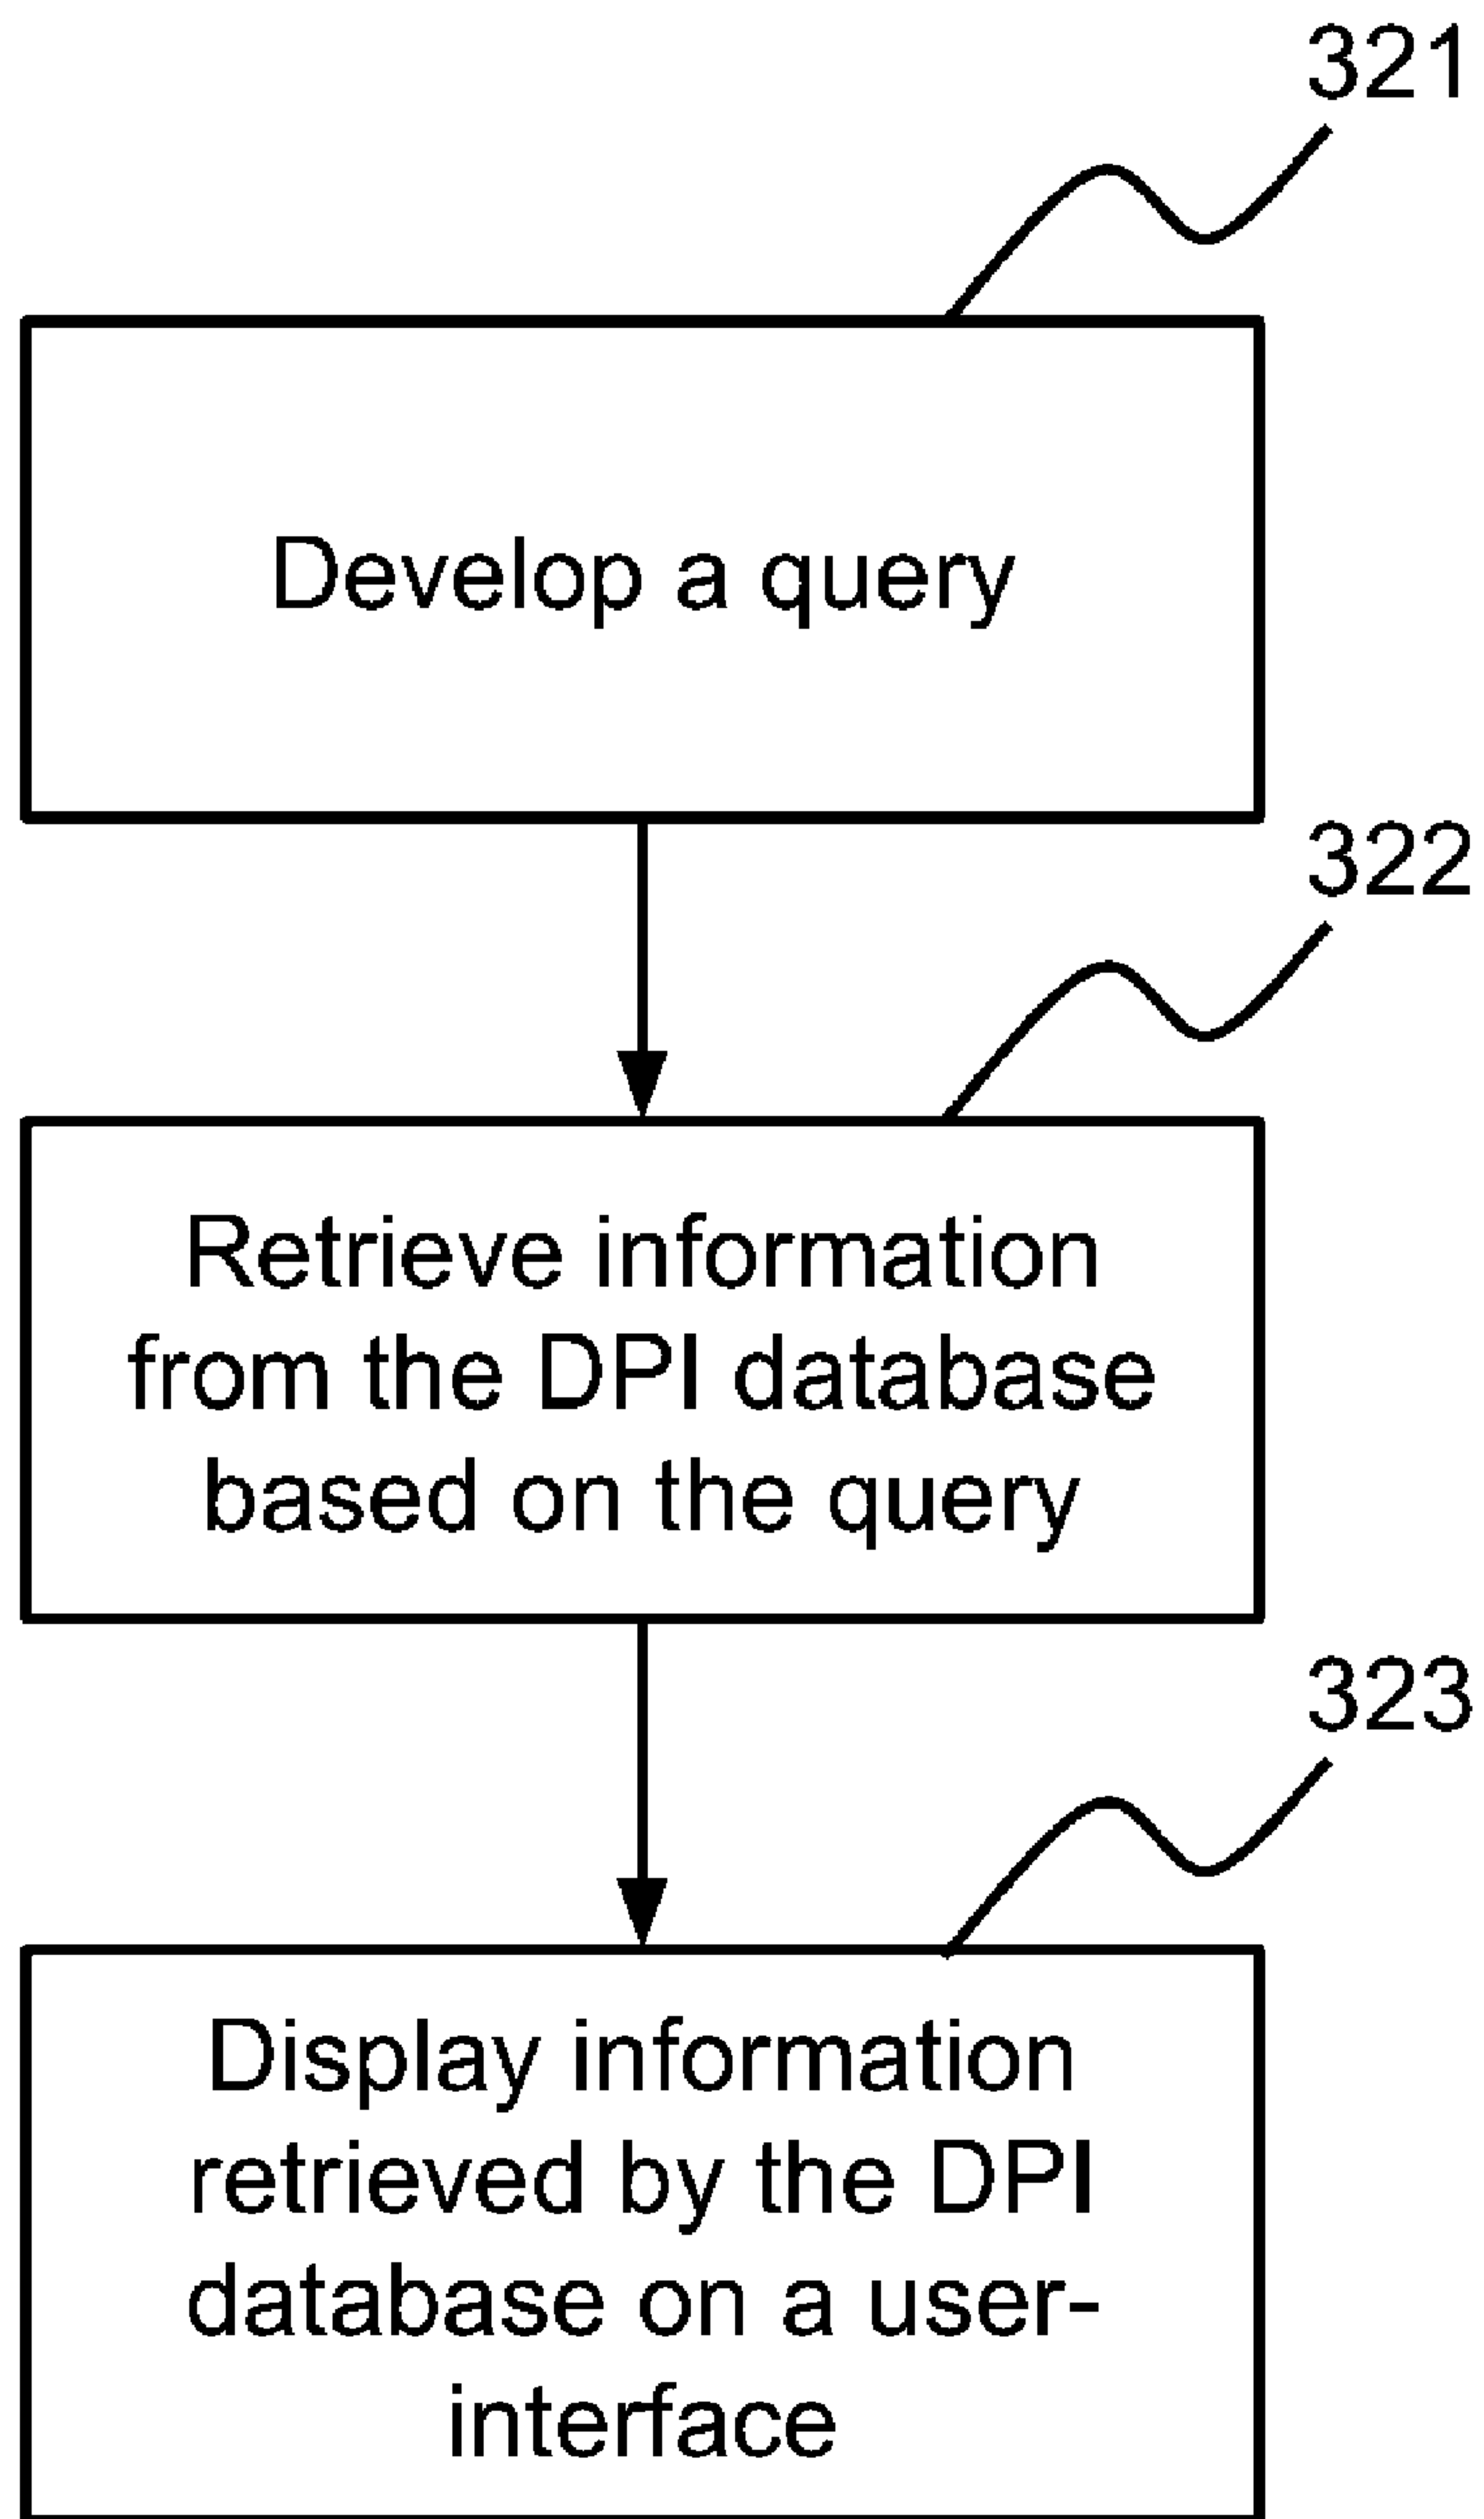 321
Develop a query
322
Retrieve information
from the DPI database
based on the query
323
Display information
retrieved by the DPI
database on a user-
interface